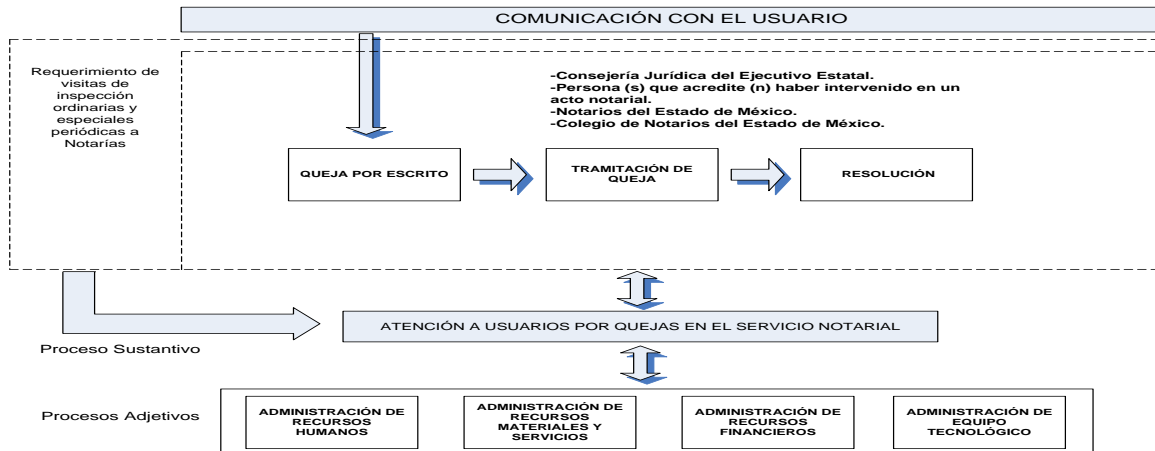 COMUNICACIÓN CON EL USUARIO
Requerimiento de
visitas de
inspección
ordinarias y
especiales
periódicas a
Notarías
-Consejería Jurídica del Ejecutivo Estatal.
-Persona (s) que acredite (n) haber intervenido en un
acto notarial.
-Notarios del Estado de México.
-Colegio de Notarios del Estado de México.
QUEJA POR ESCRITO
TRAMITACIÓN DE
QUEJA
RESOLUCIÓN
ATENCIÓN A USUARIOS POR QUEJAS EN EL SERVICIO NOTARIAL
Proceso Sustantivo
Procesos Adjetivos
ADMINISTRACIÓN DE
RECURSOS
HUMANOS
ADMINISTRACIÓN DE
RECURSOS
MATERIALES Y
SERVICIOS
ADMINISTRACIÓN DE
RECURSOS
FINANCIEROS
ADMINISTRACIÓN DE
EQUIPO
TECNOLÓGICO